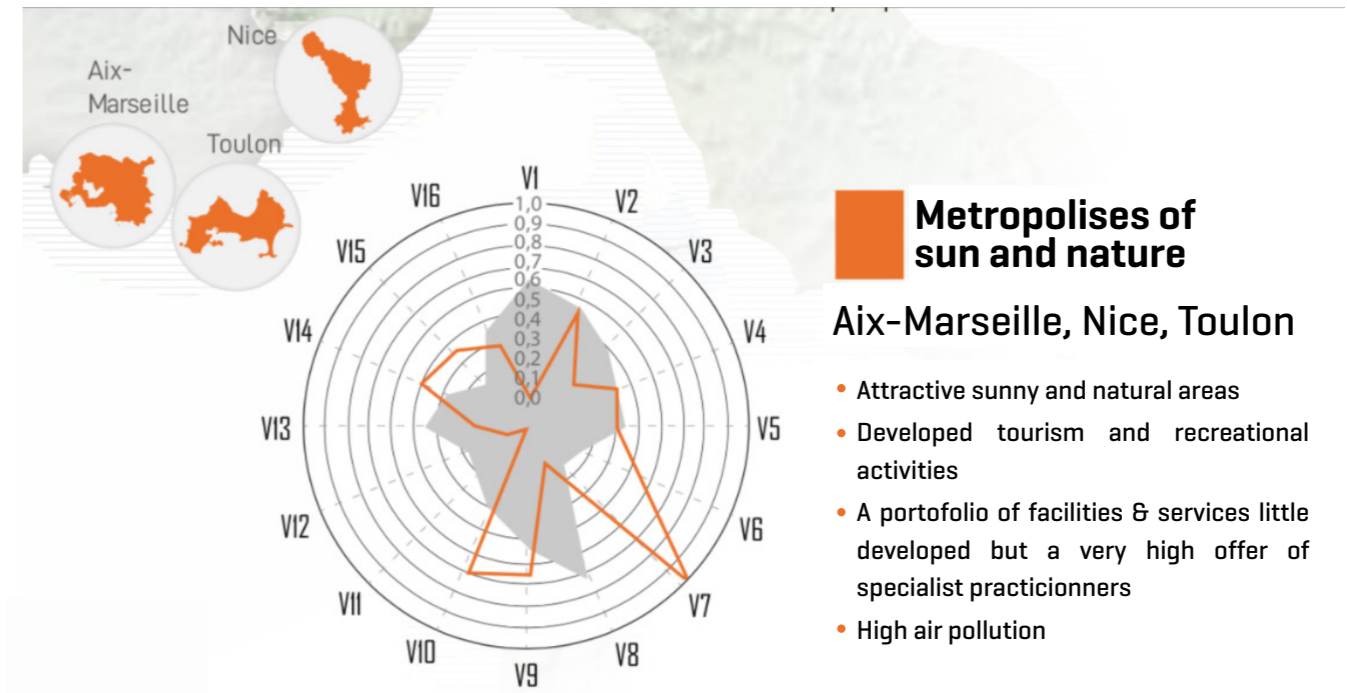 Nice
Aix-
Marseille
Toulon
V1
V2
V3
V4
V5
V6
V7
V8
V9
V10
V11
V12
V13
V14
V15
V16
1,0
0,9
0,8
0,7
0,6
0,5
0,4
0,3
0,2
0,1
0,0
Metropolises of
sun and nature
Aix-Marseille, Nice, Toulon
• Attractive sunny and natural areas
• Developed tourism and recreational
activities
• A portofolio of facilities & services little
developed but a very high offer of
specialist practicionners
• High air pollution